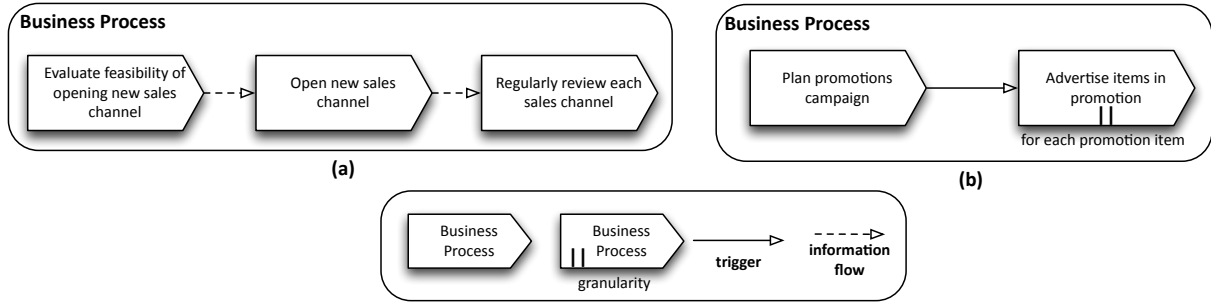 Business Process
Evaluate feasibility of
opening new sales
channel
Open new sales
channel
Regularly review each
sales channel
(a)
Business Process
Plan promotions
campaign
Advertise items in
promotion
for each promotion item
(b)
Business
Process
Business
Process
granularity
trigger
information
flow